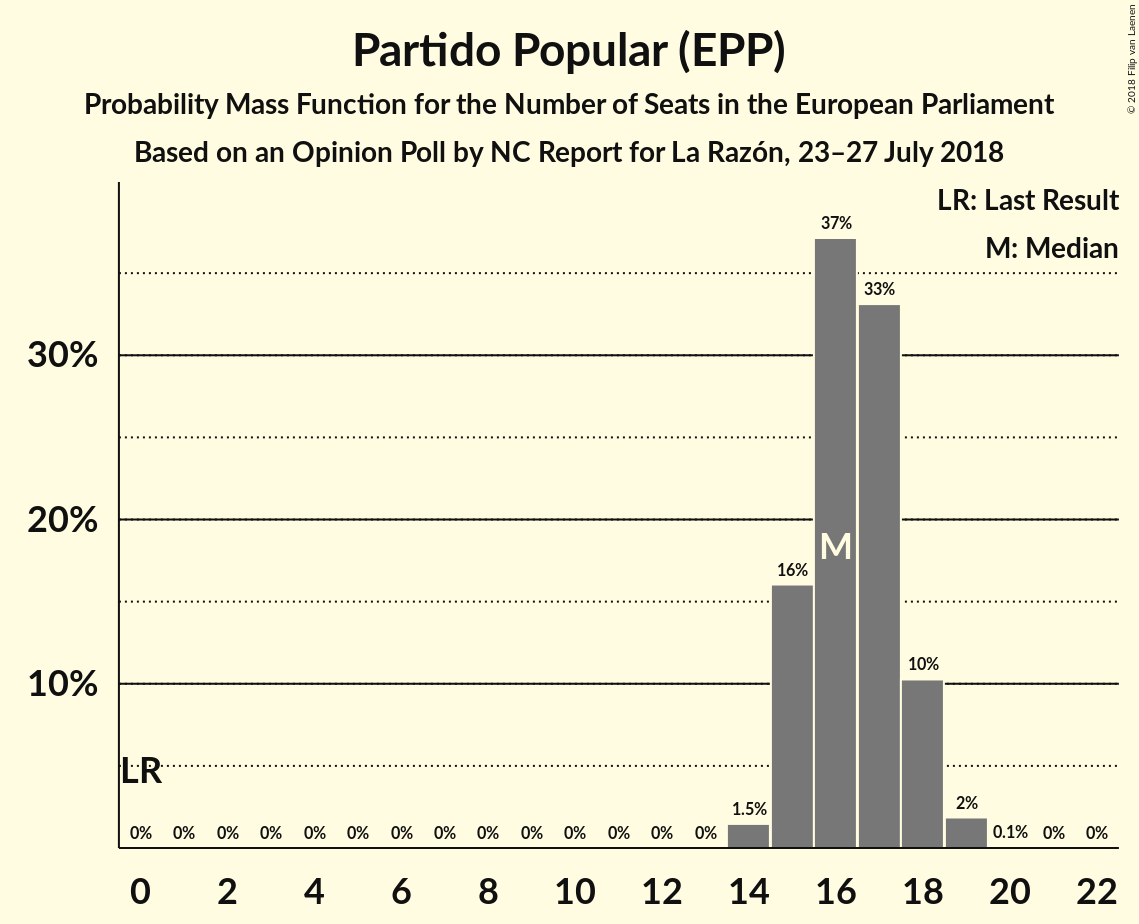 Partido Popular (EPP)
Probability Mass Function for the Number of Seats in the European Parliament
Based on an Opinion Poll by NC Report for La Razón, 23–27 July 2018
© 2018 Filip van Laenen
LR: Last Result
M: Median
37%
33%
30%
20%
M
16%
10%
10%
LR
2%
1.5%
0% 0% 0% 0% 0% 0% 0% 0% 0% 0% 0% 0% 0% 0% 0.1% 0% 0%
0 2 4 6 8 10 12 14 16 18 20 22